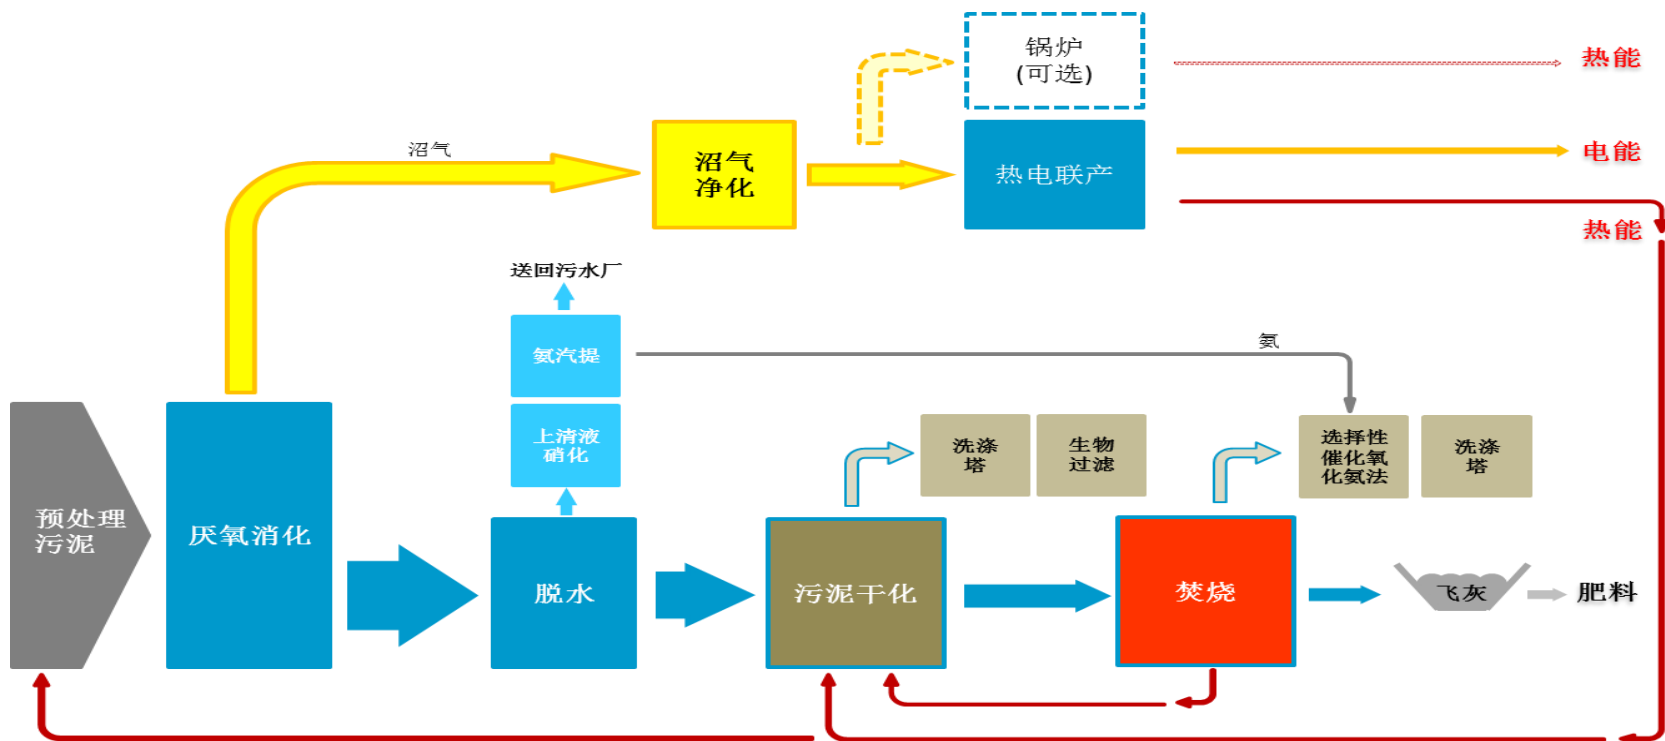 锅炉
(可选)
热能
沼气
沼气
净化
热电联产
电能
热能
送回污水厂
氨汽提
氨
上清液
硝化
洗涤
塔
生物
过滤
选择性
催化氧
化氨法
洗涤
塔
预处理
污泥
厌氧消化
脱水
污泥干化
焚烧
飞灰
肥料